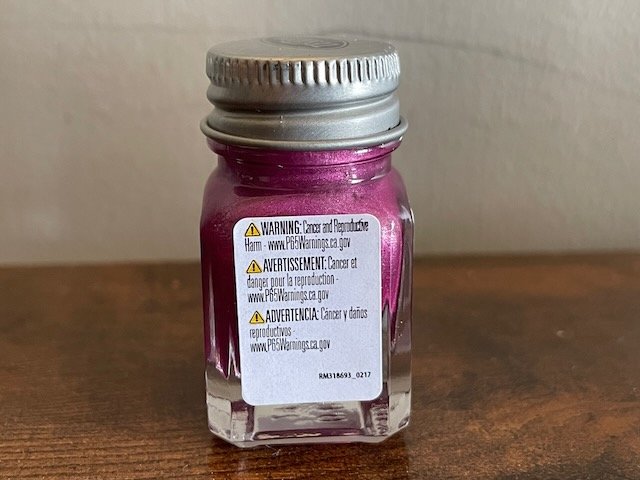 ⚠ WARNING: Cancer and Reproductive
Harm - www.P65Warnings.ca.gov
⚠ AVERTISSEMENT: Cancer et
danger pour la reproduction -
www.P65Warnings.ca.gov
⚠ ADVERTENCIA: Cáncer y daños
reproductivos -
www.P65Warnings.ca.gov
RM318693_0217